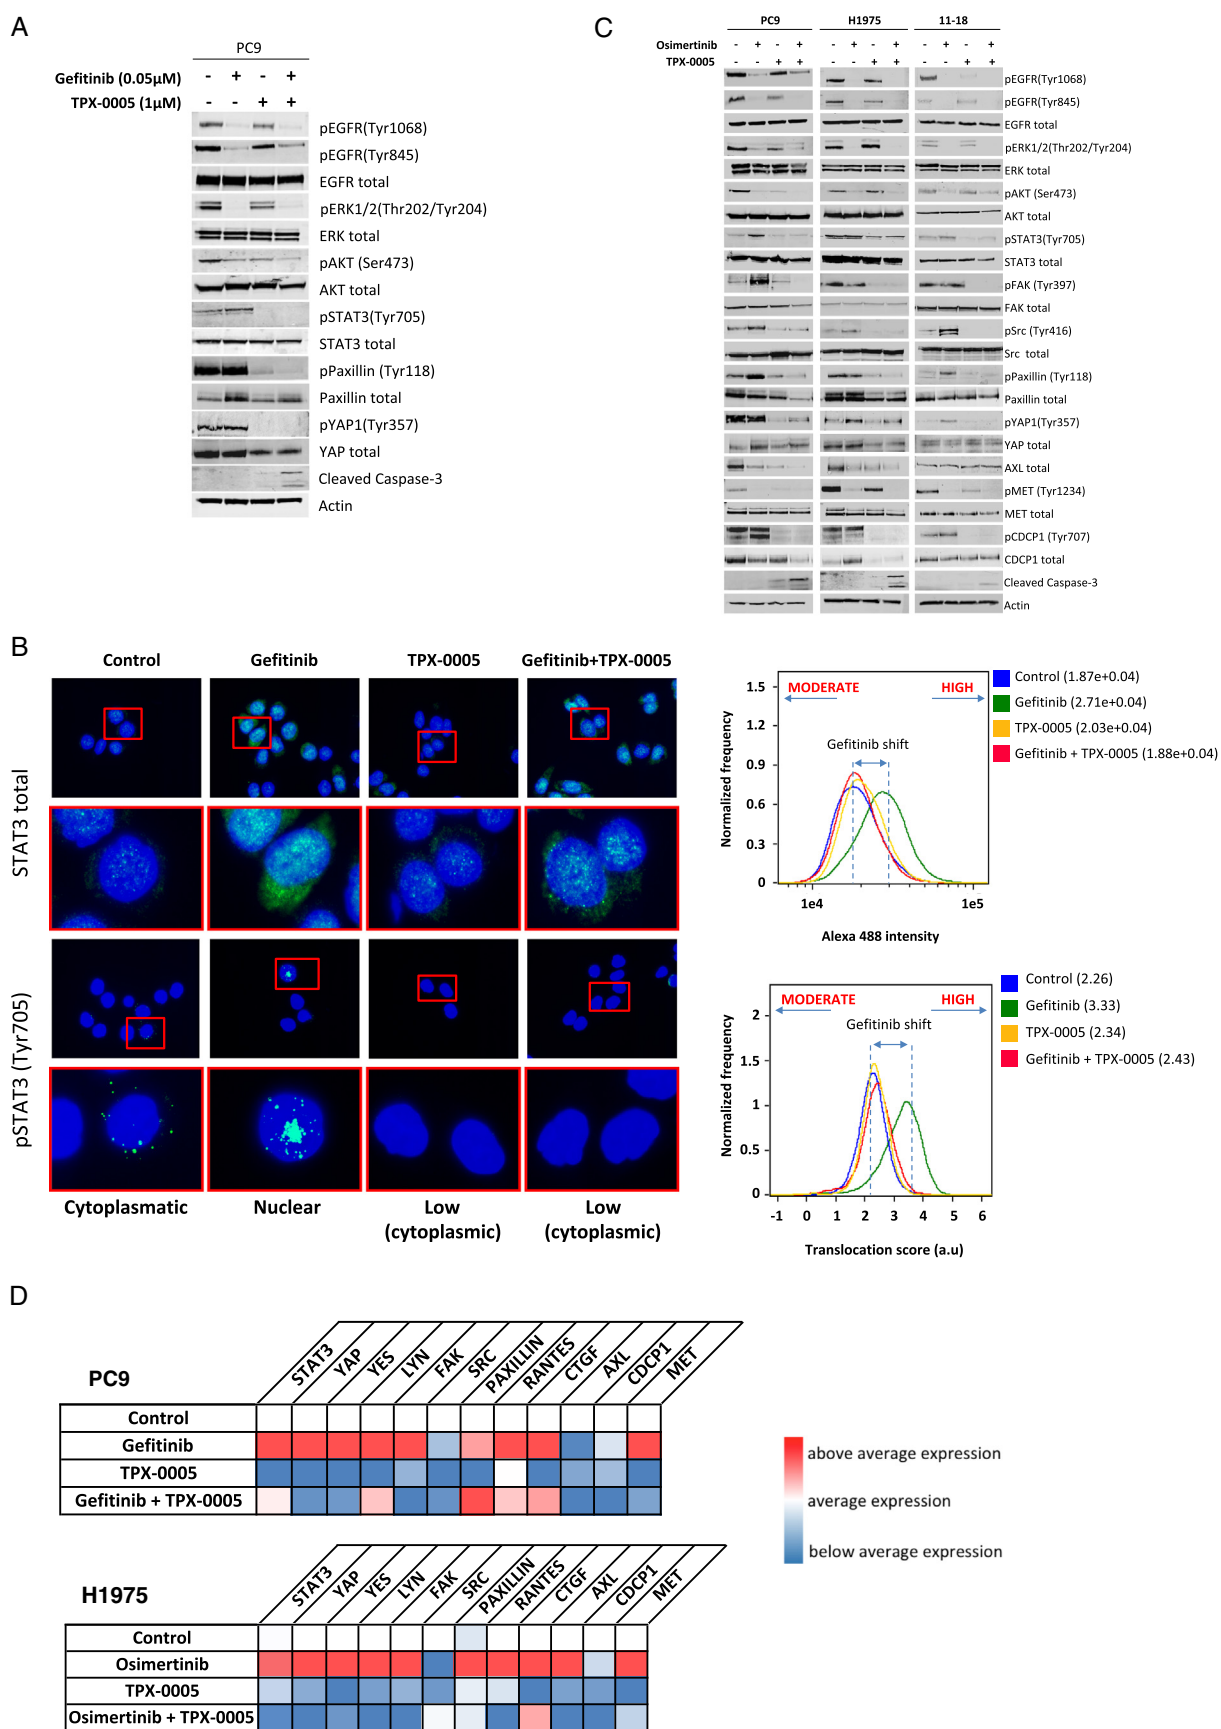 A
PC9
Gefitinib (0.05µM) - + - +
TPX-0005 (1µM) - - + +
pEGFR(Tyr1068)
pEGFR(Tyr845)
EGFR total
pERK1/2(Thr202/Tyr204)
ERK total
pAKT (Ser473)
AKT total
pSTAT3(Tyr705)
STAT3 total
pPaxillin (Tyr118)
Paxillin total
pYAP1(Tyr357)
YAP total
Cleaved Caspase-3
Actin
C
PC9 H1975 11-18
Osimertinib - + - + - + - + - + - +
TPX-0005 - - + + - - + + - - + +
pEGFR(Tyr1068)
pEGFR(Tyr845)
EGFR total
pERK1/2(Thr202/Tyr204)
ERK total
pAKT (Ser473)
AKT total
pSTAT3(Tyr705)
STAT3 total
pFAK (Tyr397)
FAK total
pSrc (Tyr416)
Src total
pPaxillin (Tyr118)
Paxillin total
pYAP1(Tyr357)
YAP total
AXL total
pMET (Tyr1234)
MET total
pCDCP1 (Tyr707)
CDCP1 total
Cleaved Caspase-3
Actin
B
Control Gefitinib TPX-0005 Gefitinib+TPX-0005
STAT3 total
pSTAT3 (Tyr705)
Cytoplasmatic Nuclear Low (cytoplasmic) Low (cytoplasmic)
MODERATE HIGH
Gefitinib shift
Normalized frequency
1.5
1.2
0.9
0.6
0.3
0
1e4 1e5
Alexa 488 intensity
Control (1.87e+0.04)
Gefitinib (2.71e+0.04)
TPX-0005 (2.03e+0.04)
Gefitinib + TPX-0005 (1.88e+0.04)
MODERATE HIGH
Gefitinib shift
Normalized frequency
2
1.5
1
0.5
0
-1 0 1 2 3 4 5 6
Translocation score (a.u)
Control (2.26)
Gefitinib (3.33)
TPX-0005 (2.34)
Gefitinib + TPX-0005 (2.43)
D
PC9
STAT3 YAP YES LYN FAK SRC PAXILLIN RANTES CTGF AXL CDCP1 MET
Control
Gefitinib
TPX-0005
Gefitinib + TPX-0005
above average expression
average expression
below average expression
H1975
STAT3 YAP YES LYN FAK SRC PAXILLIN RANTES CTGF AXL CDCP1 MET
Control
Osimertinib
TPX-0005
Osimertinib + TPX-0005